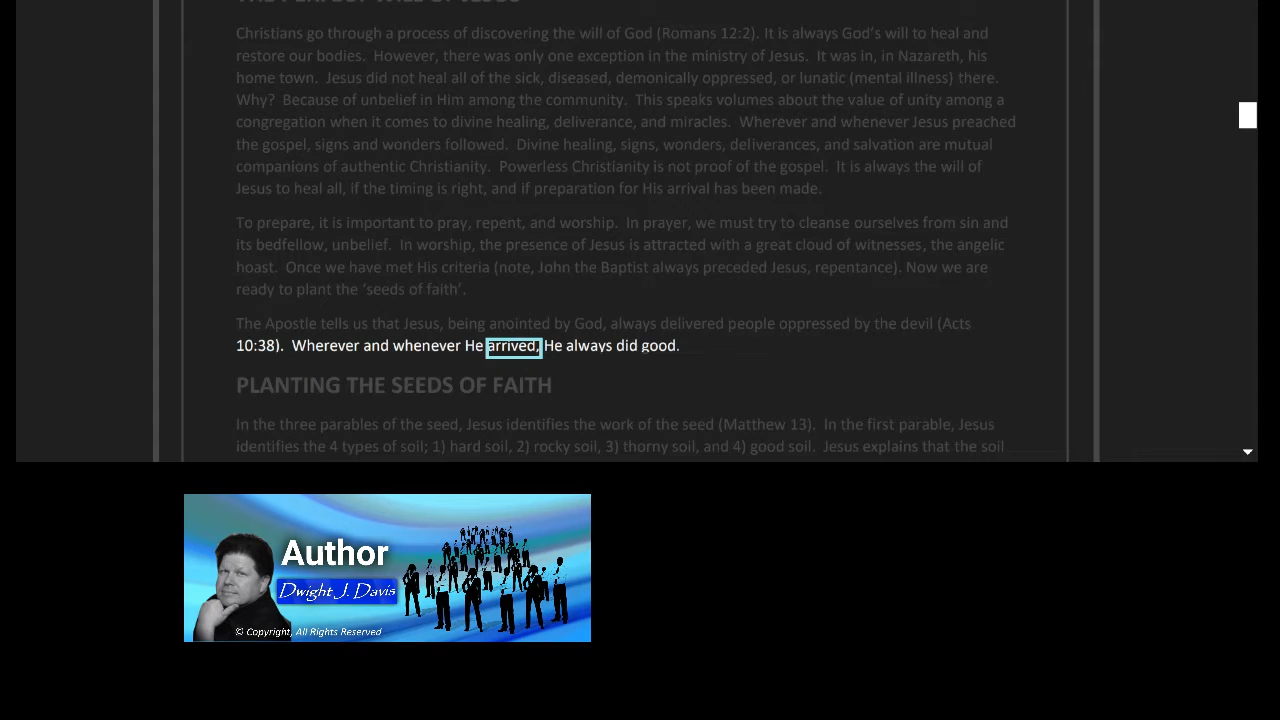 Christians go through a process of discovering the will of God (Romans 12:2). It is always God's will to heal and
restore our bodies. However, there was only one exception in the ministry of Jesus. It was in, in Nazareth, his
home town. Jesus did not heal all of the sick, diseased, demonically oppressed, or lunatic (mental illness) there.
Why? Because of unbelief in Him among the community. This speaks volumes about the value of unity among a
congregation when it comes to divine healing, deliverance, and miracles. Wherever and whenever Jesus preached
the gospel, signs and wonders followed. Divine healing, signs, wonders, deliverances, and salvation are mutual
companions of authentic Christianity. Powerless Christianity is not proof of the gospel. It is always the will of
Jesus to heal all, if the timing is right, and if preparation for His arrival has been made.
To prepare, it is important to pray, repent, and worship. In prayer, we must try to cleanse ourselves from sin and
its bedfellow, unbelief. In worship, the presence of Jesus is attracted with a great cloud of witnesses, the angelic
hoast. Once we have met His criteria (note, John the Baptist always preceded Jesus, repentance). Now we are
ready to plant the 'seeds of faith'.
The Apostle tells us that Jesus, being anointed by God, always delivered people oppressed by the devil (Acts
10:38). Wherever and whenever He arrived, He always did good.
PLANTING THE SEEDS OF FAITH
In the three parables of the seed, Jesus identifies the work of the seed (Matthew 13). In the first parable, Jesus
identifies the 4 types of soil; 1) hard soil, 2) rocky soil, 3) thorny soil, and 4) good soil. Jesus explains that the soil
Author
Dwight J. Davis
© Copyright, All Rights Reserved